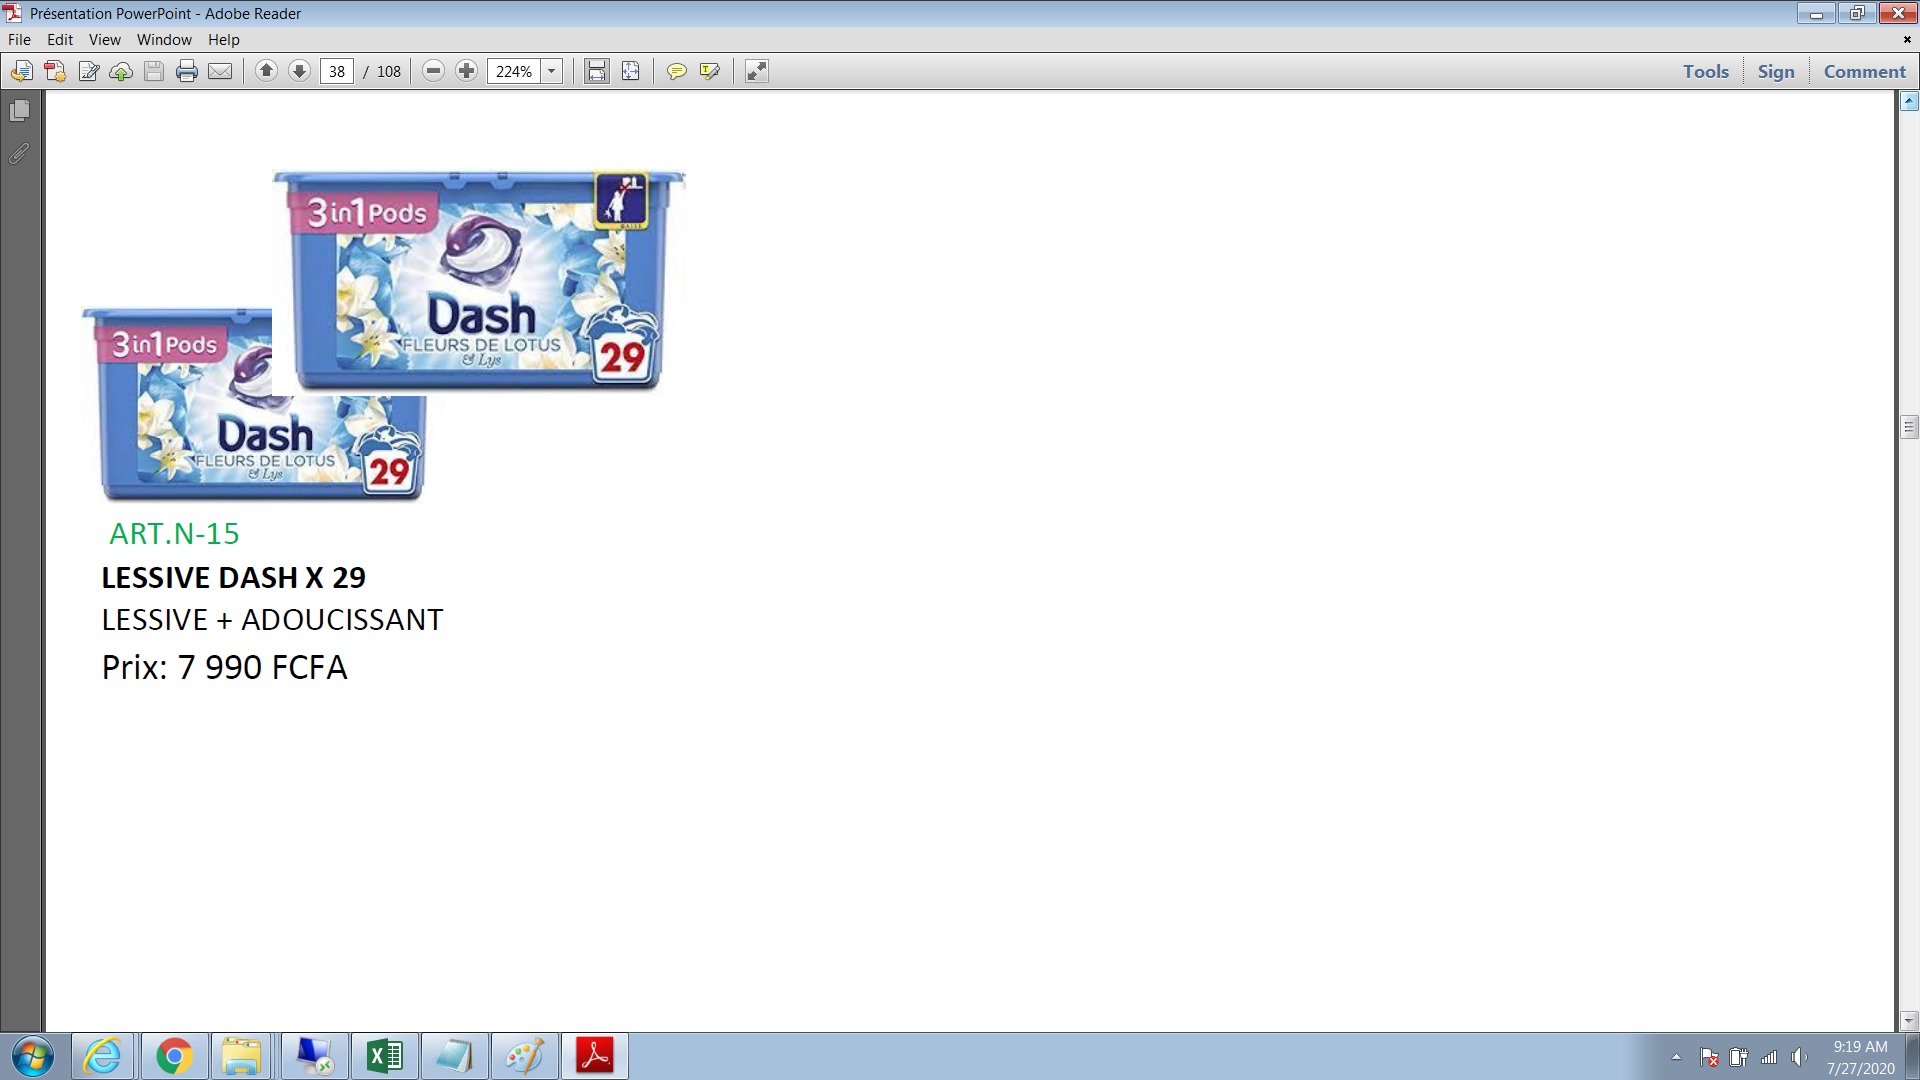 Présentation PowerPoint - Adobe Reader
File Edit View Window Help
38 / 108 224% Tools Sign Comment
3in1Pods
Dash
FLEURS DE LOTUS
& Lys
29
3in1Pods
Dash
FLEURS DE LOTUS
& Lys
29
ART.N-15
LESSIVE DASH X 29
LESSIVE + ADOUCISSANT
Prix: 7 990 FCFA
9:19 AM
7/27/2020